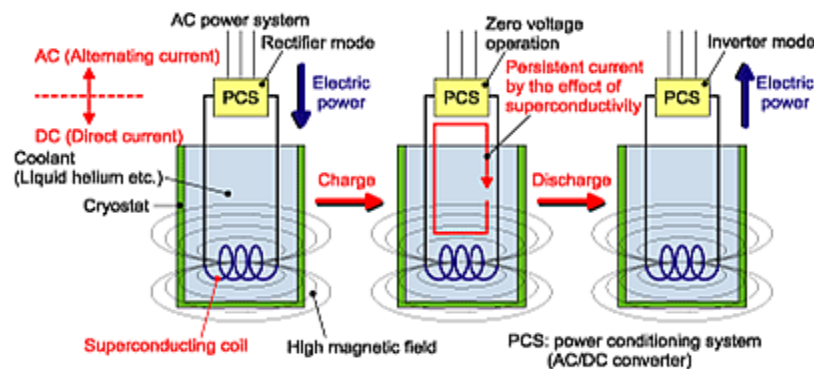 AC power system
Rectifier mode
AC (Alternating current)
PCS
Electric
power
DC (Direct current)
Coolant
(Liquid helium etc.)
Cryostat
Charge
Superconducting coil
High magnetic field
Zero voltage
operation
PCS
Persistent current
by the effect of
superconductivity
Discharge
Inverter mode
PCS
Electric
power
PCS: power conditioning system
(AC/DC converter)